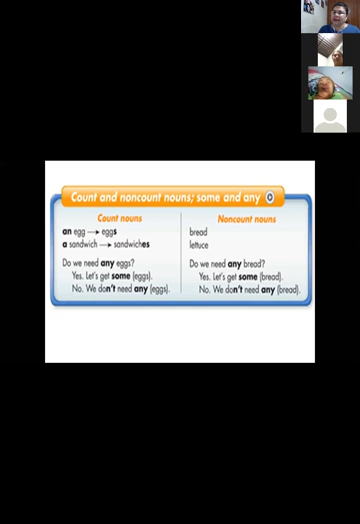 Count and noncount nouns; some and any
Count nouns
an egg → eggs
a sandwich → sandwiches
Do we need any eggs?
Yes. Let's get some (eggs).
No. We don't need any (eggs).
Noncount nouns
bread
lettuce
Do we need any bread?
Yes. Let's get some (bread).
No. We don't need any (bread).